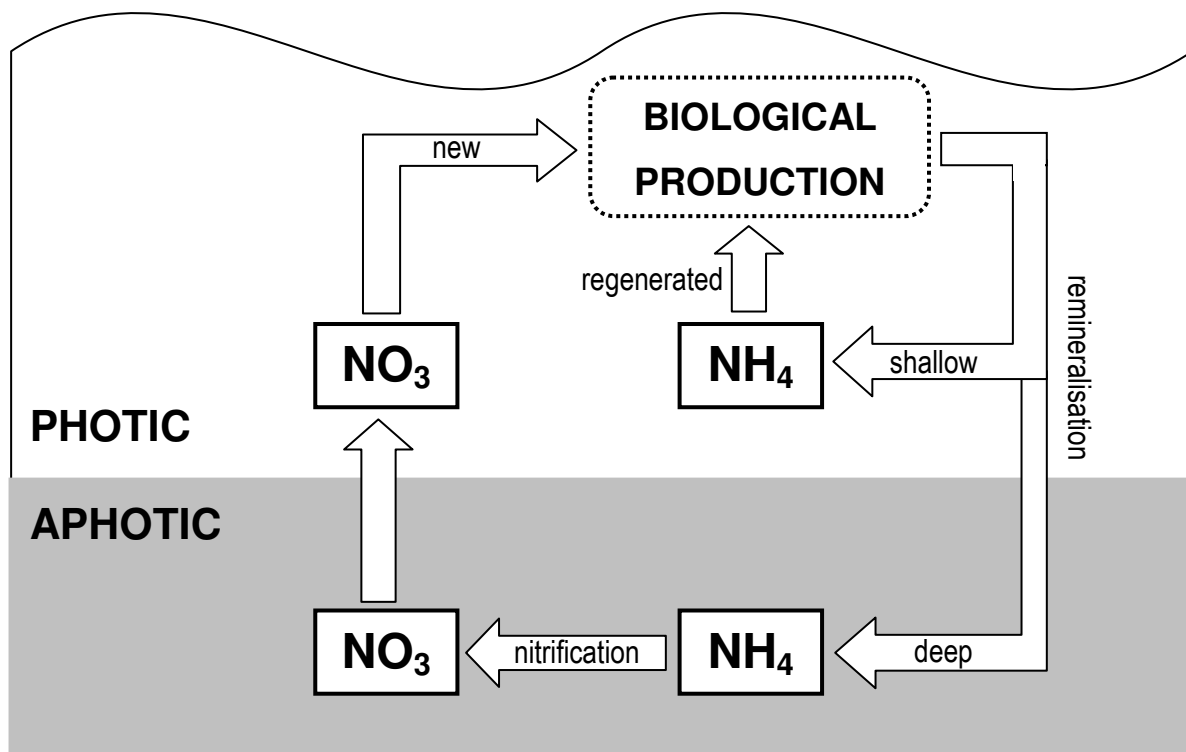 BIOLOGICAL
PRODUCTION
new
regenerated
remineralisation
NO₃
NH₄
shallow
PHOTIC
APHOTIC
NO₃
nitrification
NH₄
deep